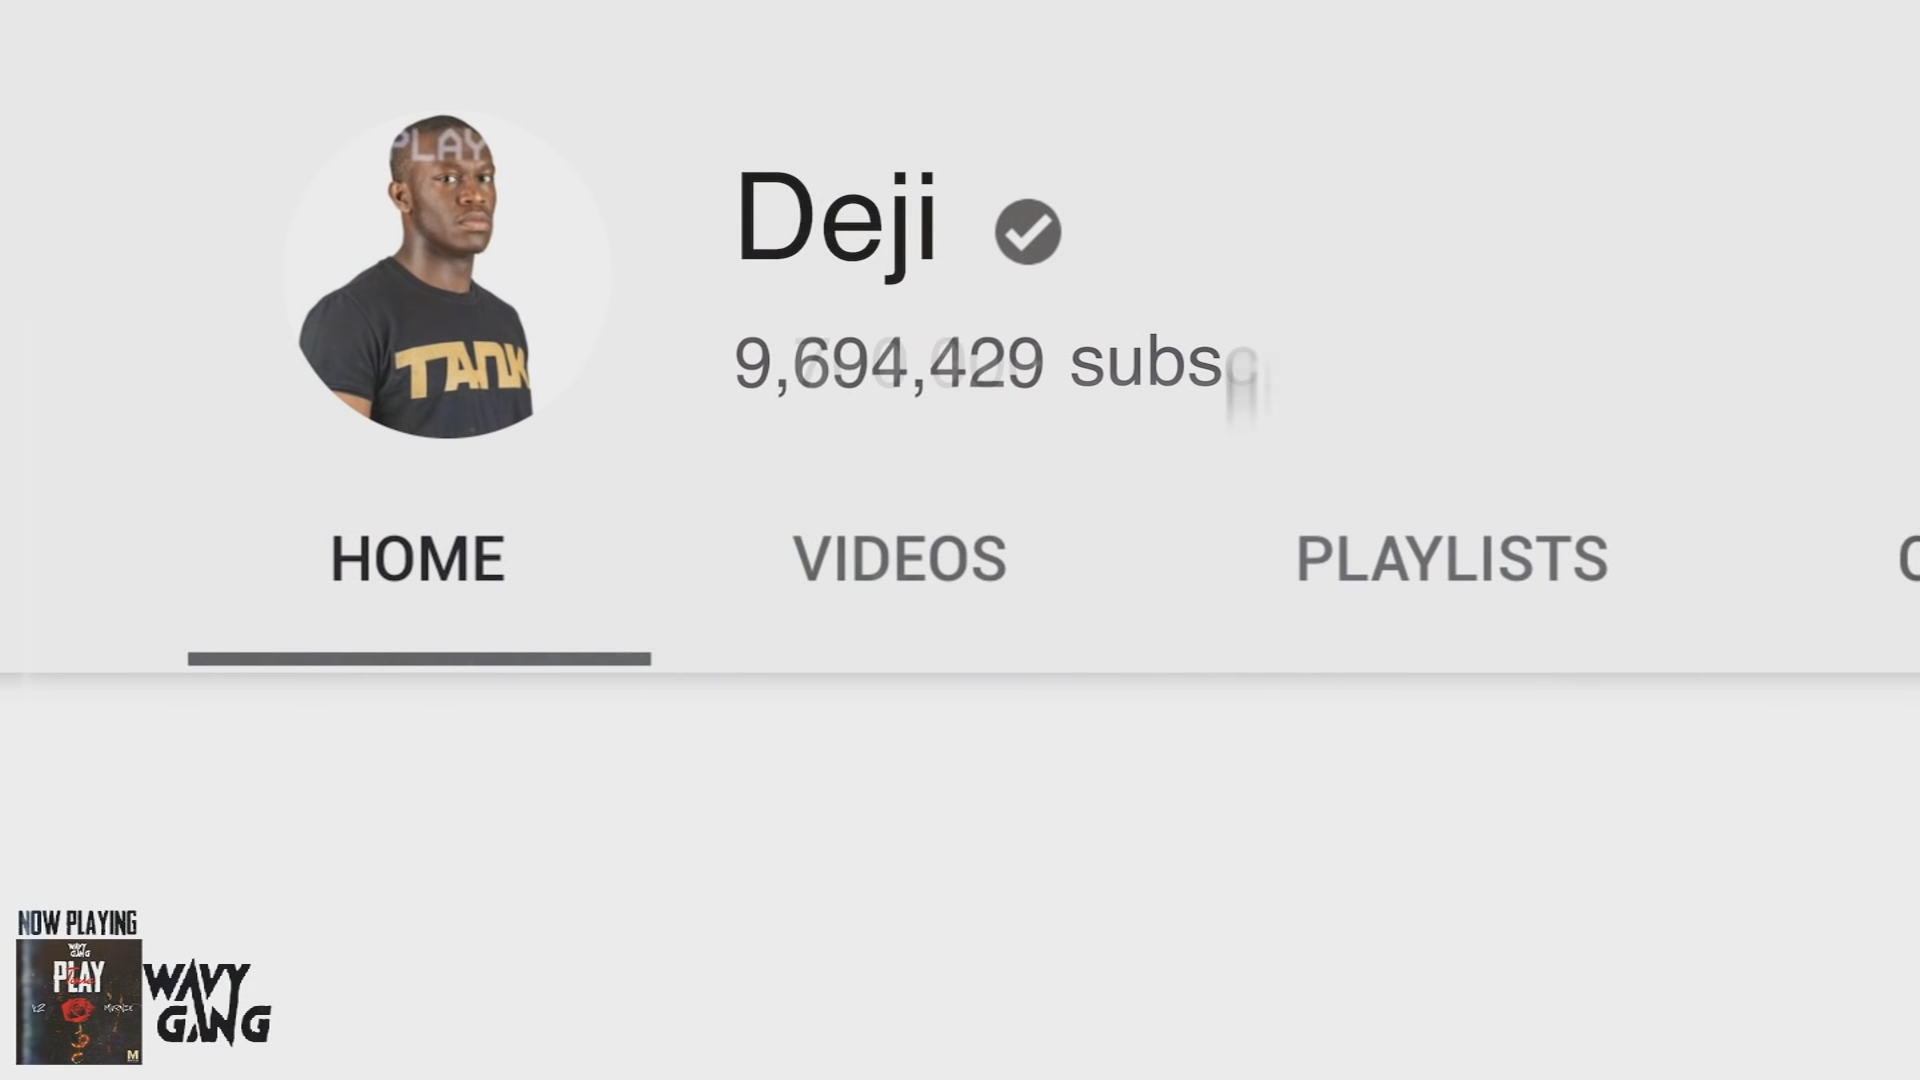 PLAY
Deji
9,694,429 subs
TANK
HOME VIDEOS PLAYLISTS
NOW PLAYING
WAVY
GANG
PLAY
WAVY
GANG